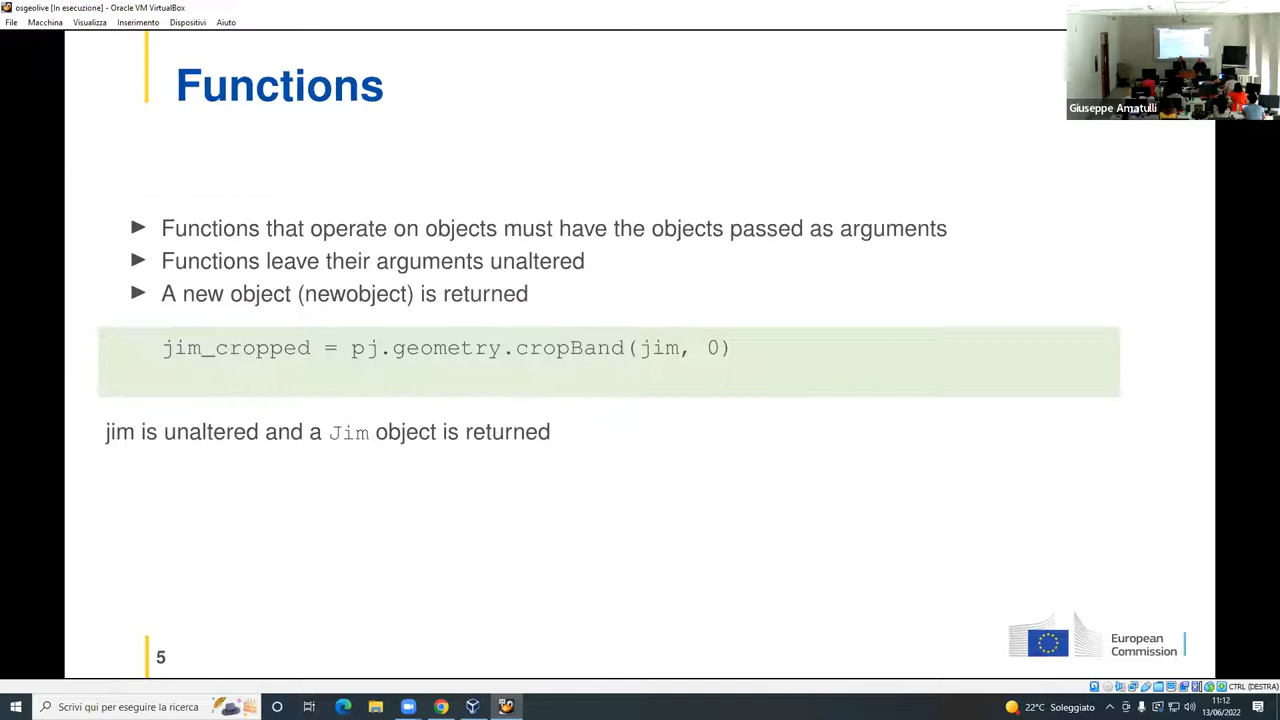 osgeolive [In esecuzione] - Oracle VM VirtualBox
File Macchina Visualizza Inserimento Dispositivi Aiuto
Giuseppe Amatulli
Functions
Functions that operate on objects must have the objects passed as arguments
Functions leave their arguments unaltered
A new object (newobject) is returned
jim_cropped = pj.geometry.cropBand(jim, 0)
jim is unaltered and a Jim object is returned
5
European
Commission
CTRL (DESTRA)
Scrivi qui per eseguire la ricerca
22°C Soleggiato
11:12
13/06/2022